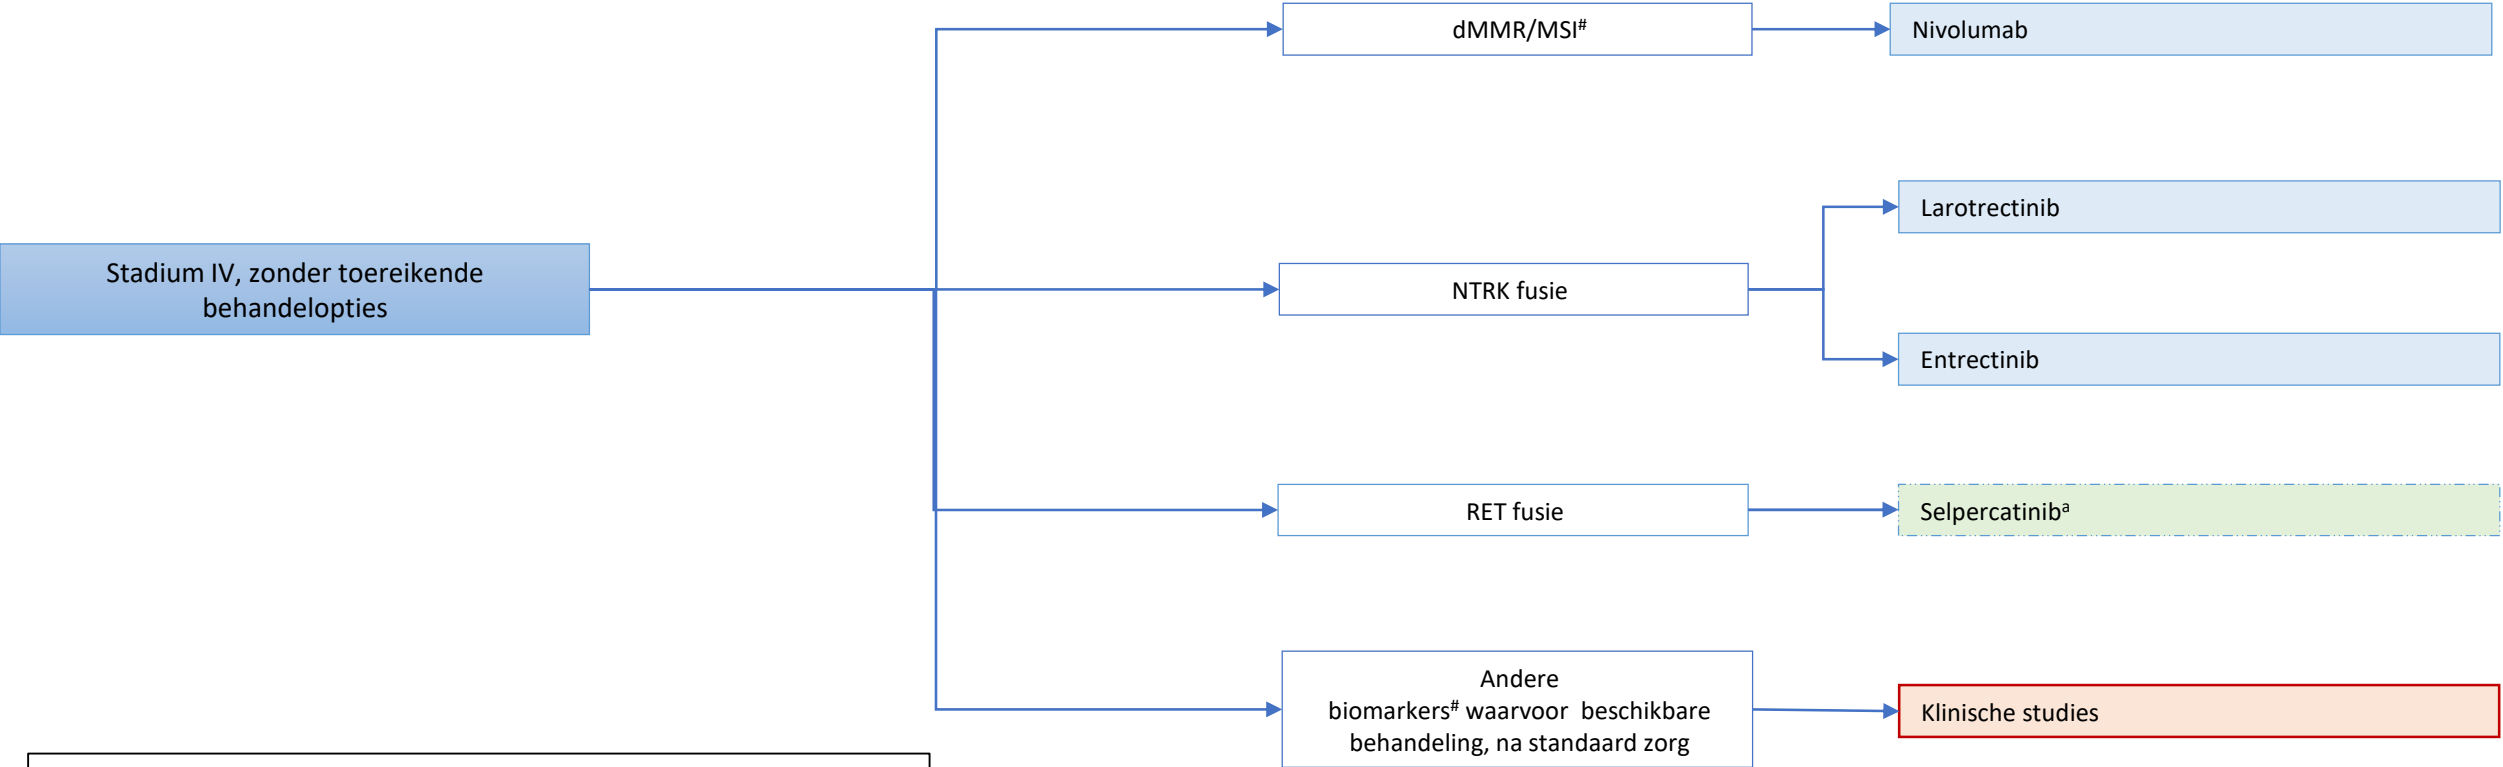 dMMR/MSI#
Nivolumab
Larotrectinib
Stadium IV, zonder toereikende
behandelopties
NTRK fusie
Entrectinib
RET fusie
Selpercatinibᵃ
Andere
biomarkers# waarvoor beschikbare
behandeling, na standaard zorg
Klinische studies